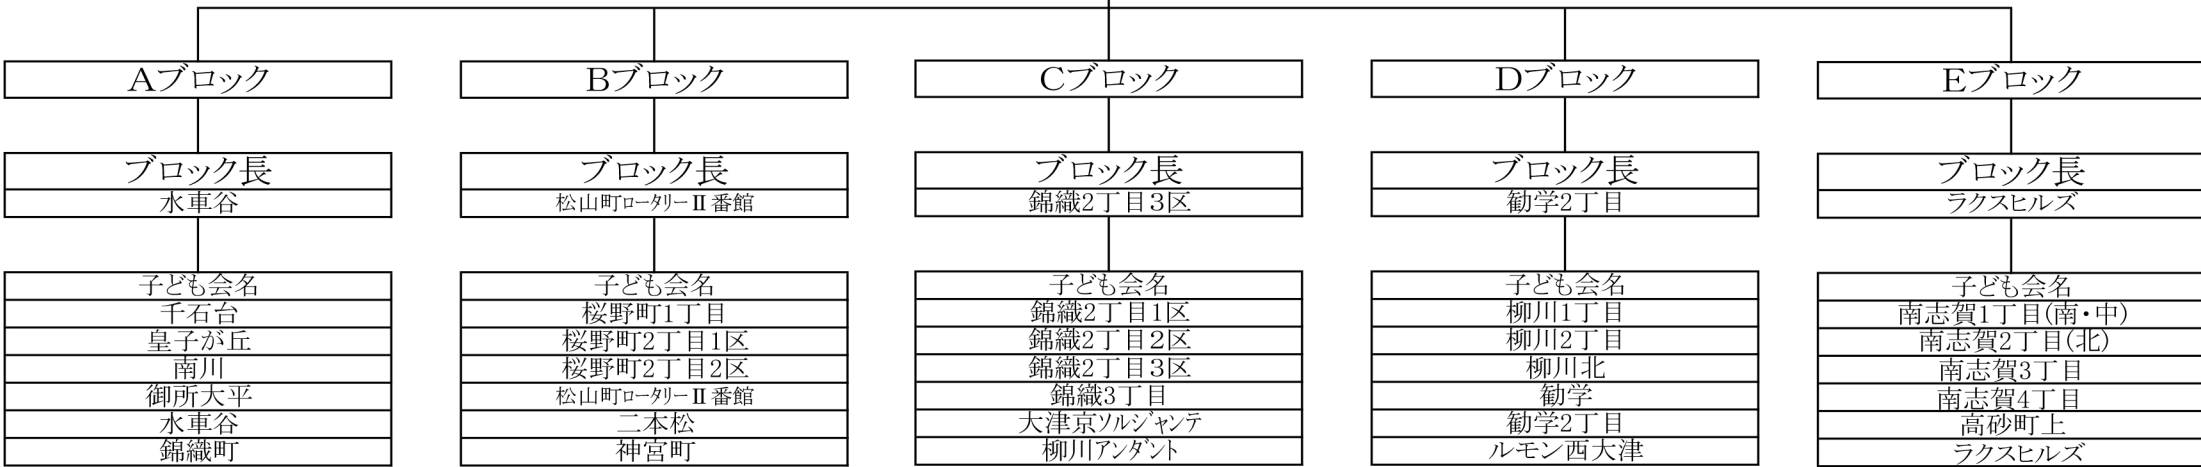 Aブロック
ブロック長
水車谷
子ども会名
千石台
皇子が丘
南川
御所大平
水車谷
錦織町
Bブロック
ブロック長
松山町ロータリーⅡ番館
子ども会名
桜野町1丁目
桜野町2丁目1区
桜野町2丁目2区
松山町ロータリーⅡ番館
二本松
神宮町
Cブロック
ブロック長
錦織2丁目3区
子ども会名
錦織2丁目1区
錦織2丁目2区
錦織2丁目3区
錦織3丁目
大津京ソルジャンテ
柳川アンダント
Dブロック
ブロック長
勧学2丁目
子ども会名
柳川1丁目
柳川2丁目
柳川北
勧学
勧学2丁目
ルモン西大津
Eブロック
ブロック長
ラクスヒルズ
子ども会名
南志賀1丁目(南・中)
南志賀2丁目(北)
南志賀3丁目
南志賀4丁目
高砂町上
ラクスヒルズ